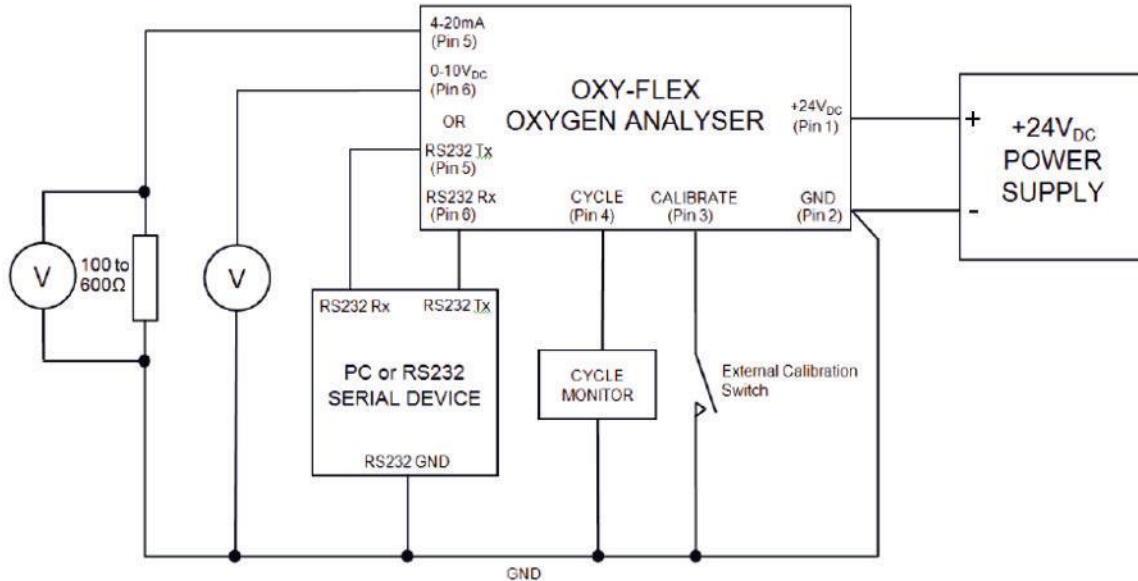 4-20mA
(Pin 5)
0-10VDC
(Pin 6)
OR
RS232 Tx
(Pin 5)
RS232 Rx
(Pin 6)
OXY-FLEX
OXYGEN ANALYSER
+24VDC
(Pin 1)
CYCLE
(Pin 4)
CALIBRATE
(Pin 3)
GND
(Pin 2)
+
-
+24VDC
POWER
SUPPLY
V
100 to
600Ω
V
RS232 Rx
RS232 Tx
PC or RS232
SERIAL DEVICE
RS232 GND
CYCLE
MONITOR
External Calibration
Switch
GND